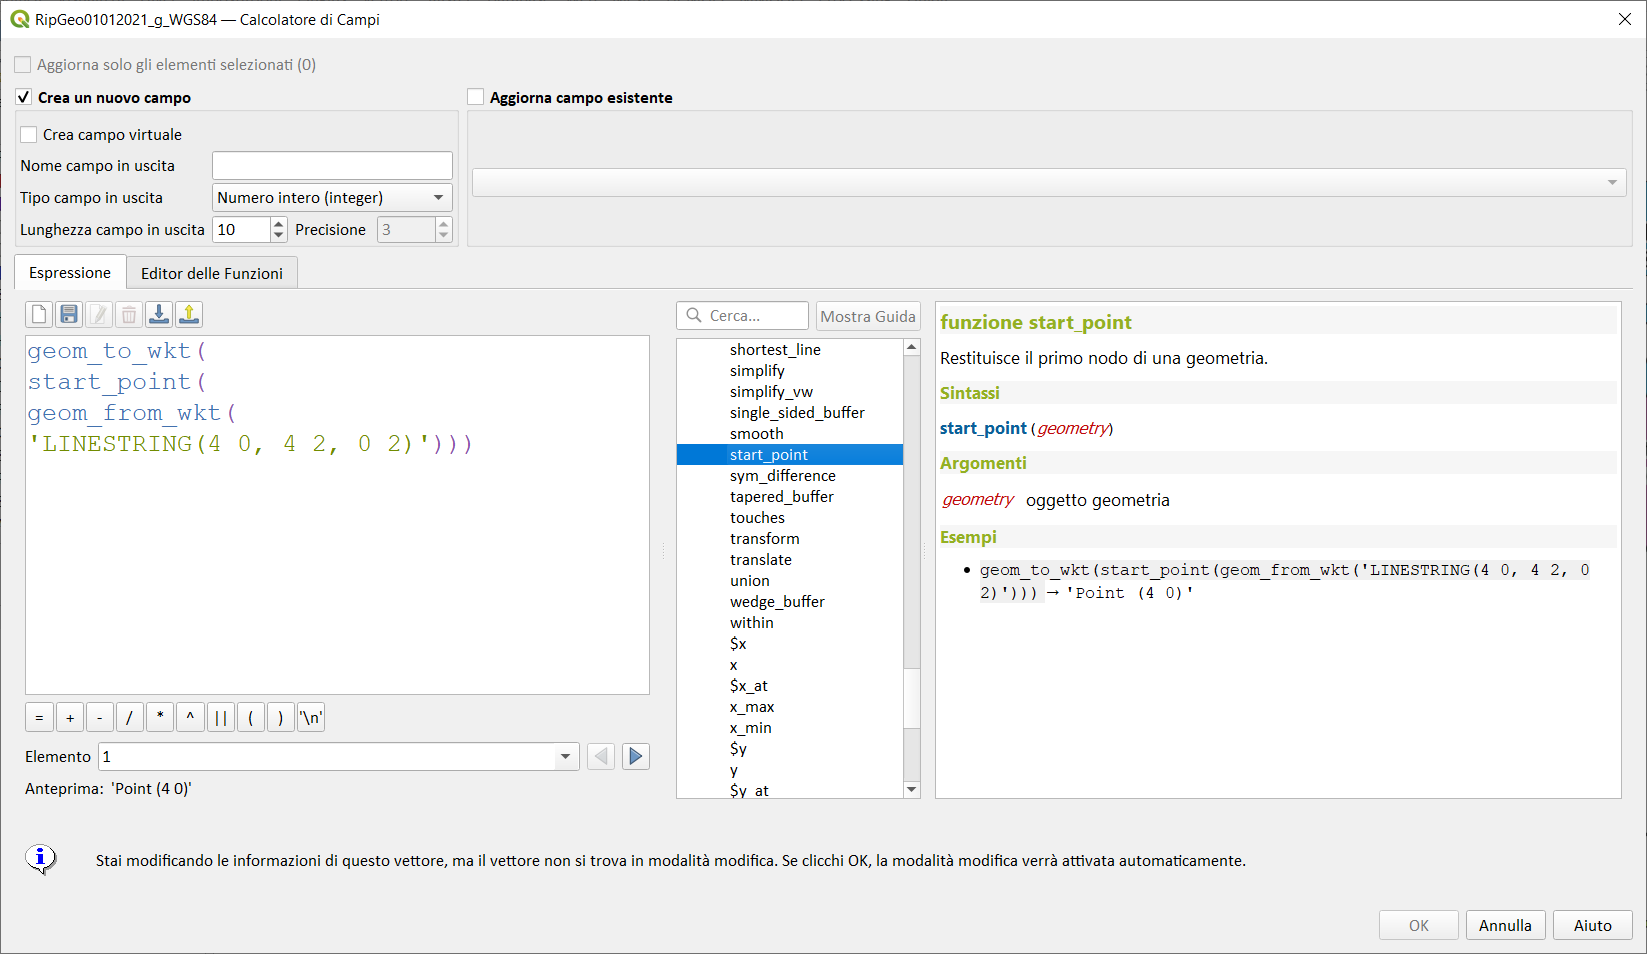 RipGeo01012021_g_WGS84 — Calcolatore di Campi
Aggiorna solo gli elementi selezionati (0)
Crea un nuovo campo
Aggiorna campo esistente
Crea campo virtuale
Nome campo in uscita
Tipo campo in uscita Numero intero (integer)
Lunghezza campo in uscita 10 Precisione 3
Espressione Editor delle Funzioni
Cerca... Mostra Guida
geom_to_wkt(
start_point(
geom_from_wkt(
'LINESTRING(4 0, 4 2, 0 2)')))
= + - / * ^ || ( ) '\n'
Elemento 1
Anteprima: 'Point (4 0)'
shortest_line
simplify
simplify_vw
single_sided_buffer
smooth
start_point
sym_difference
tapered_buffer
touches
transform
translate
union
wedge_buffer
within
$x
x
$x_at
x_max
x_min
$y
y
$y_at
funzione start_point
Restituisce il primo nodo di una geometria.
Sintassi
start_point(geometry)
Argomenti
geometry oggetto geometria
Esempi
• geom_to_wkt(start_point(geom_from_wkt('LINESTRING(4 0, 4 2, 0
2)'))) → 'Point (4 0)'
Stai modificando le informazioni di questo vettore, ma il vettore non si trova in modalità modifica. Se clicchi OK, la modalità modifica verrà attivata automaticamente.
OK Annulla Aiuto